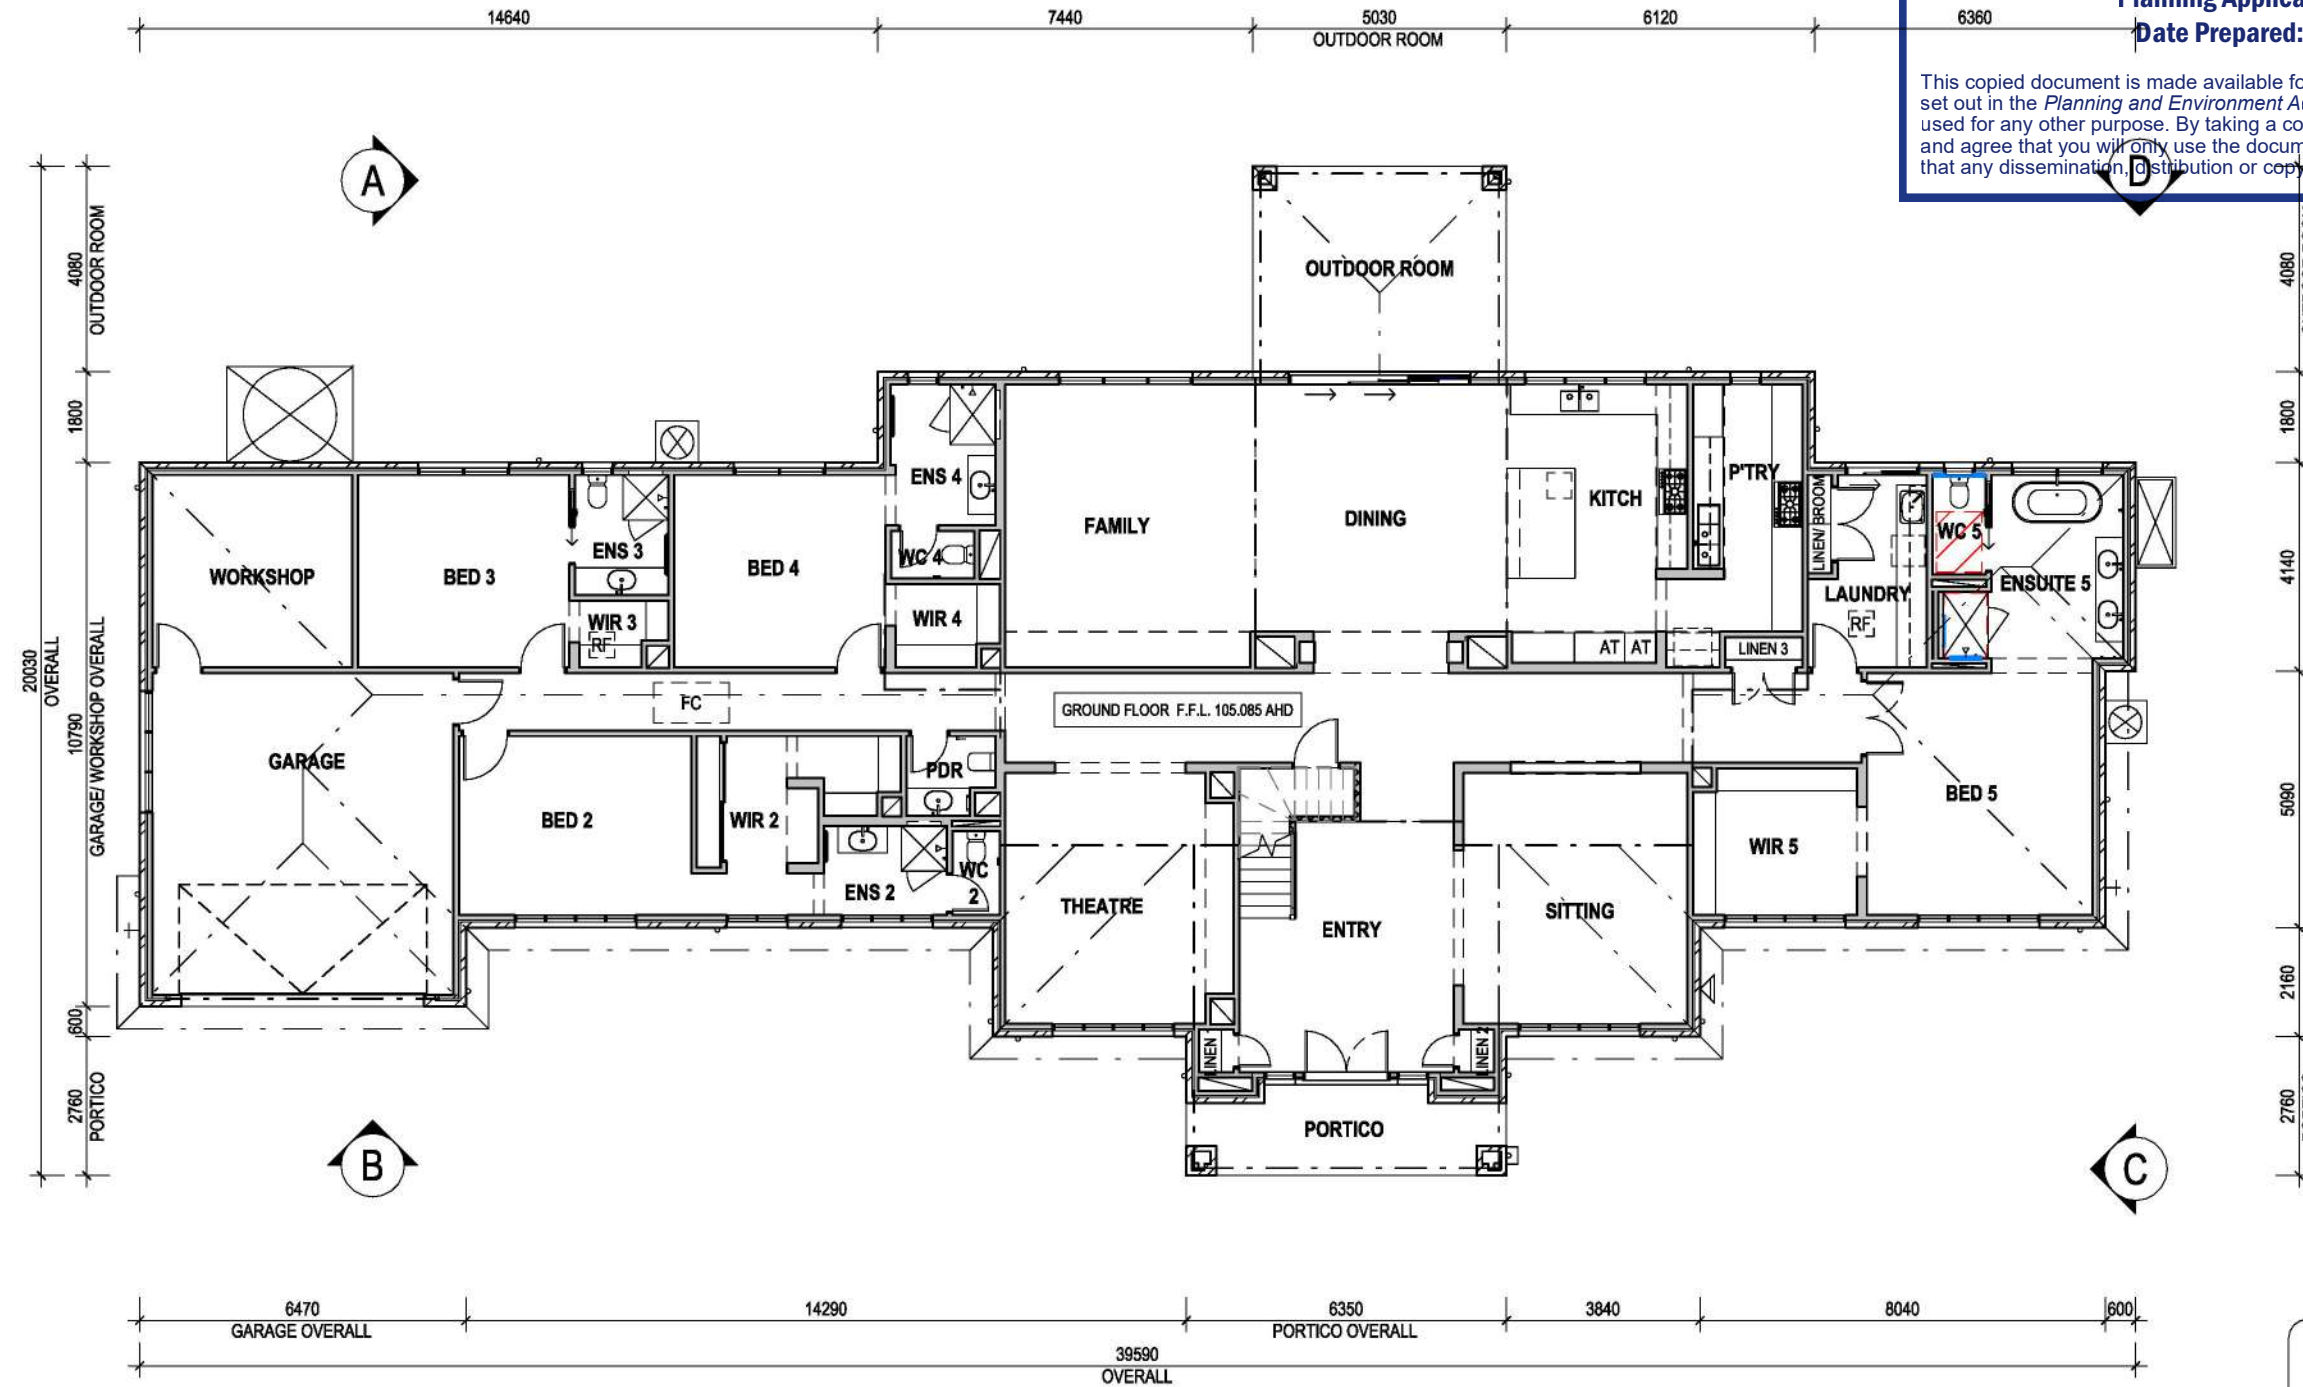 14640
7440
5030
6120
6360
OUTDOOR ROOM
Date Prepared:
This copied document is made available fo
set out in the Planning and Environment A
used for any other purpose. By taking a co
and agree that you will only use the docum
that any dissemination, distribution or copy
A
D
OUTDOOR ROOM
4080
OUTDOOR ROOM
4080
1800
1800
ENS 4
P'TRY
KITCH
DINING
FAMILY
LINEN/ BROOM
WC 5
ENS 3
WC 4
BED 4
WORKSHOP
BED 3
4140
ENSUITE 5
LAUNDRY
RF
WIR 3
RF
WIR 4
AT
AT
LINEN 3
20030
OVERALL
10790
GARAGE/ WORKSHOP OVERALL
FC
GROUND FLOOR F.F.L. 105.085 AHD
GARAGE
PDR
BED 2
WIR 2
BED 5
5090
WIR 5
ENS 2
WC
2
THEATRE
SITTING
ENTRY
2160
600
LINEN
LINEN 2
2760
PORTICO
2760
PORTICO
B
C
6470
14290
6350
3840
8040
600
GARAGE OVERALL
PORTICO OVERALL
39590
OVERALL